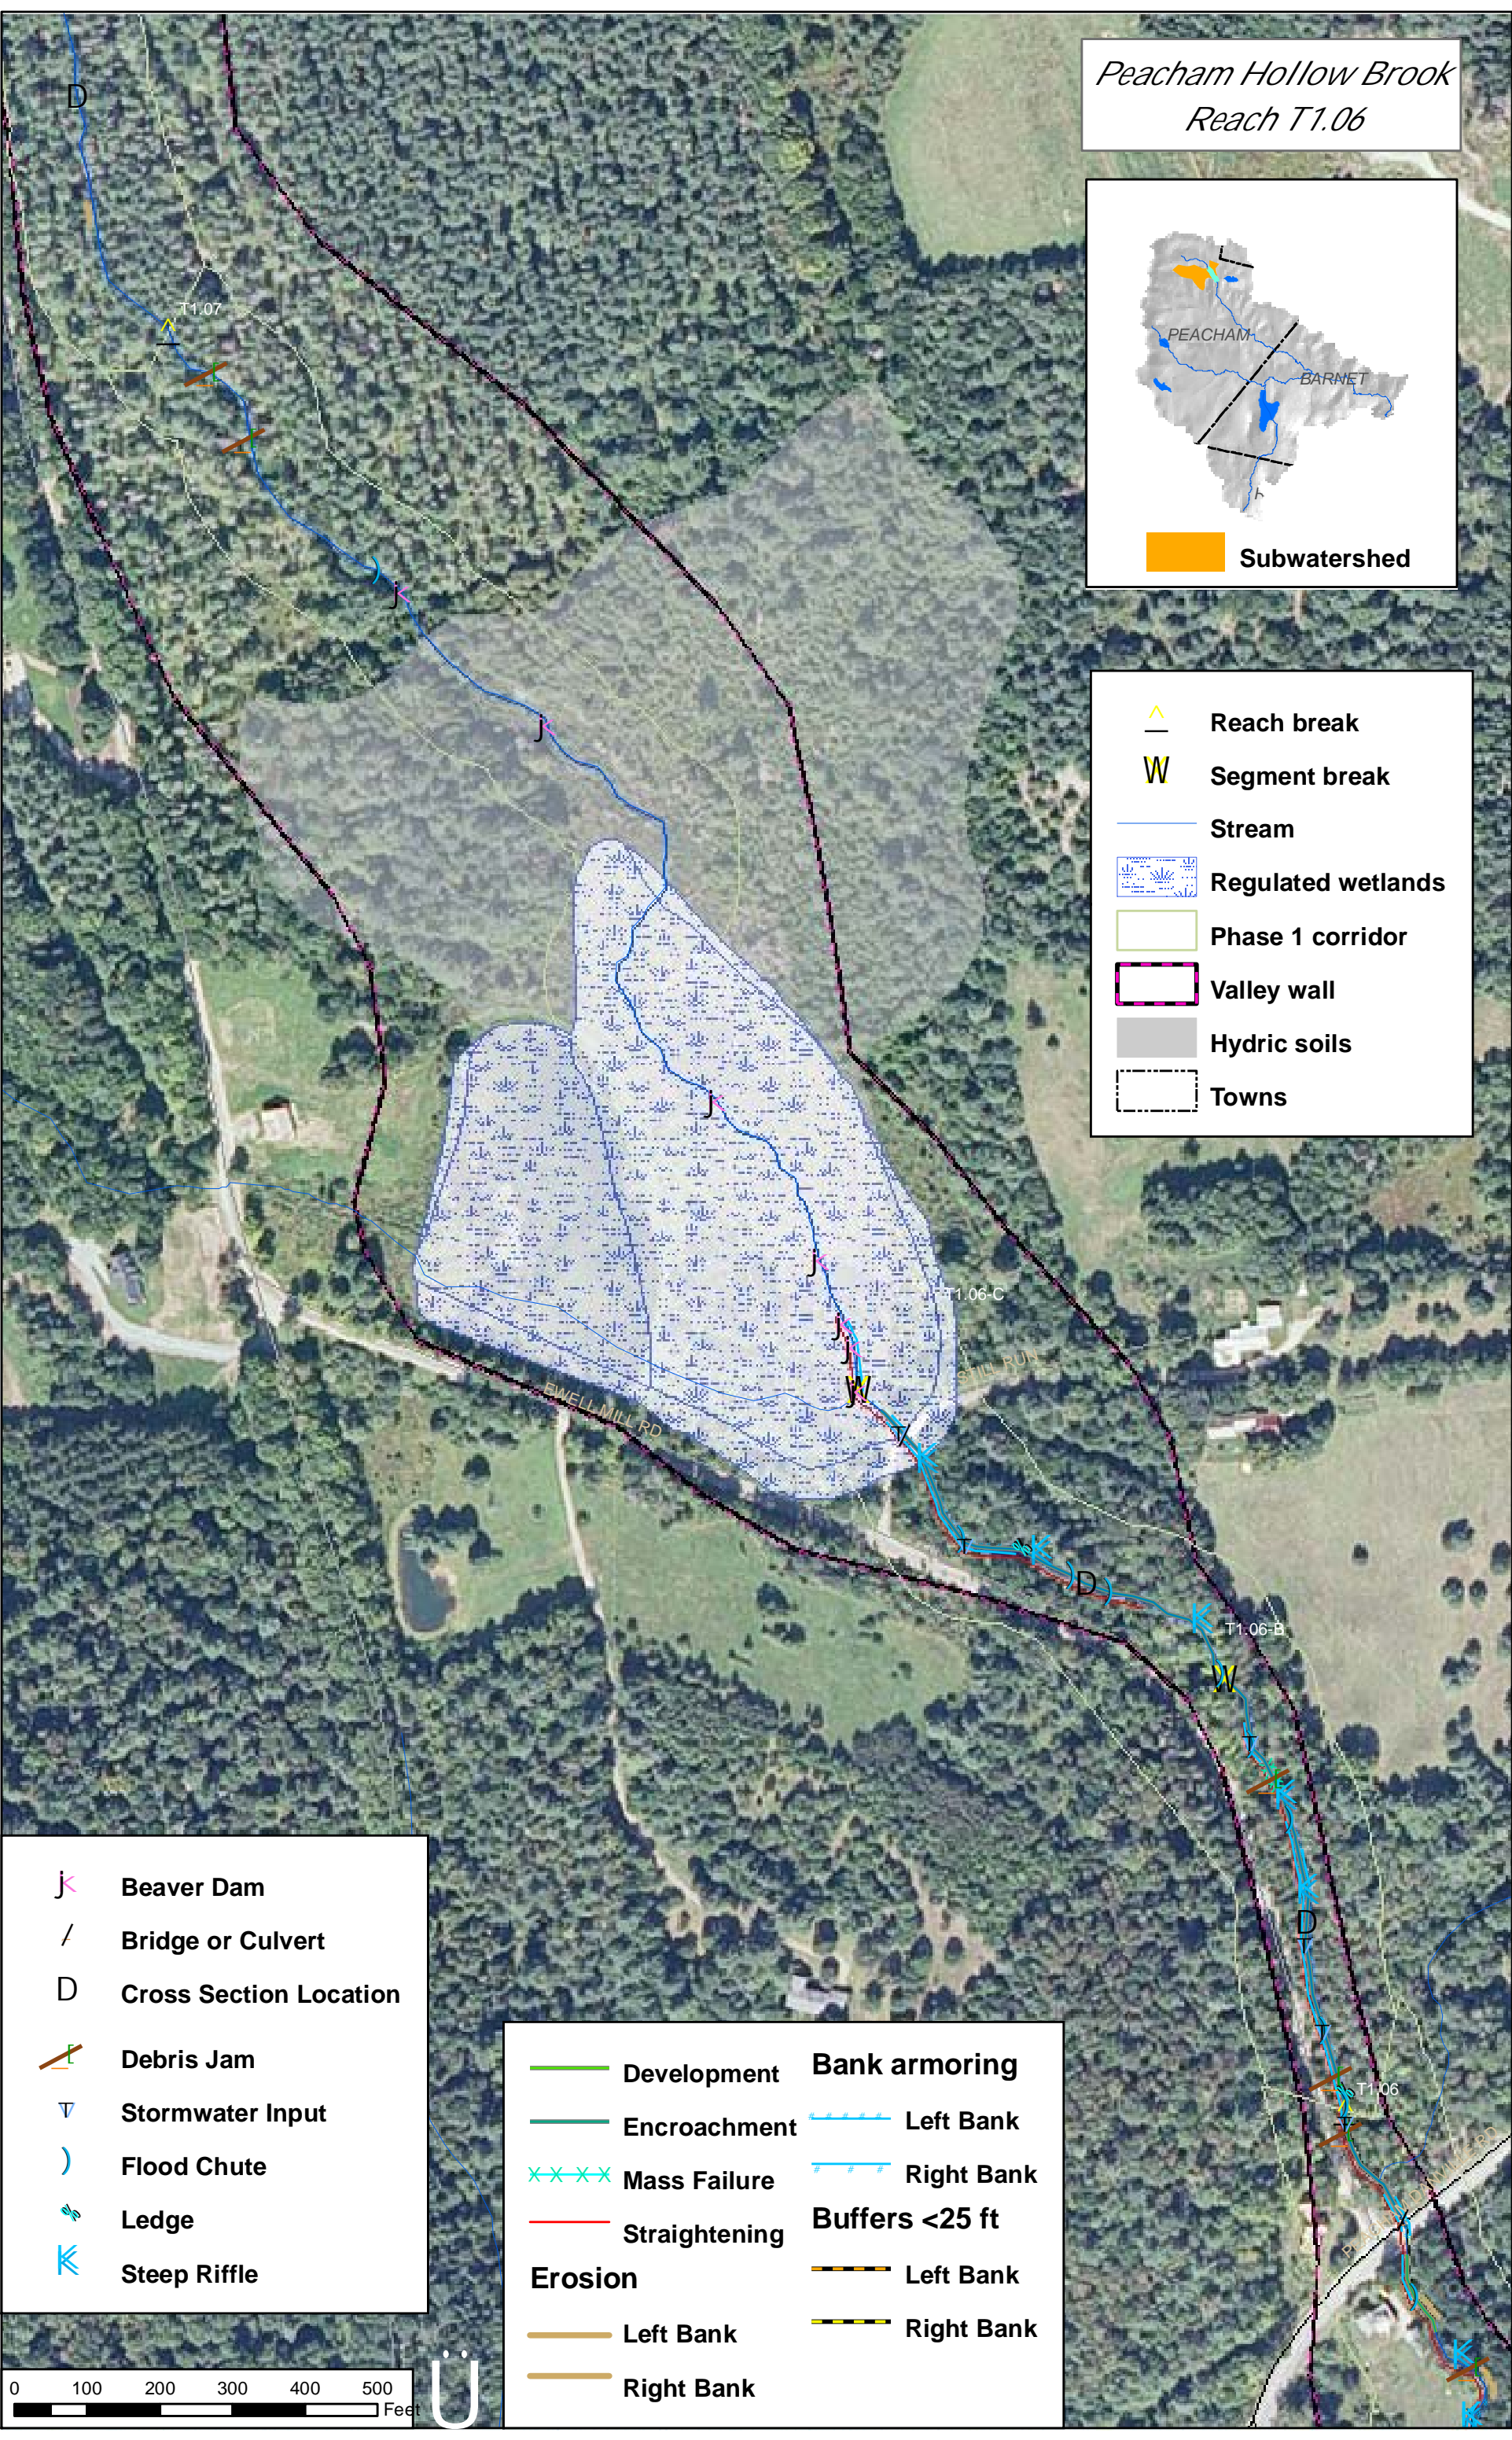 Peacham Hollow Brook
Reach T1.06
PEACHAM
BARNET
Subwatershed
D
T1.07
j
j
Reach break
W Segment break
Stream
Regulated wetlands
Phase 1 corridor
Valley wall
Hydric soils
Towns
j
j
T1.06-C
j
j
j W
EWELL MILL RD
T
T
D
T1.06-B
W
T
D
T
T
T1.06
T
j Beaver Dam
Bridge or Culvert
D Cross Section Location
Debris Jam
T Stormwater Input
) Flood Chute
Ledge
Steep Riffle
Development
Encroachment
Mass Failure
Straightening
Erosion
Left Bank
Right Bank
Bank armoring
Left Bank
Right Bank
Buffers <25 ft
Left Bank
Right Bank
0 100 200 300 400 500
Feet
Ü